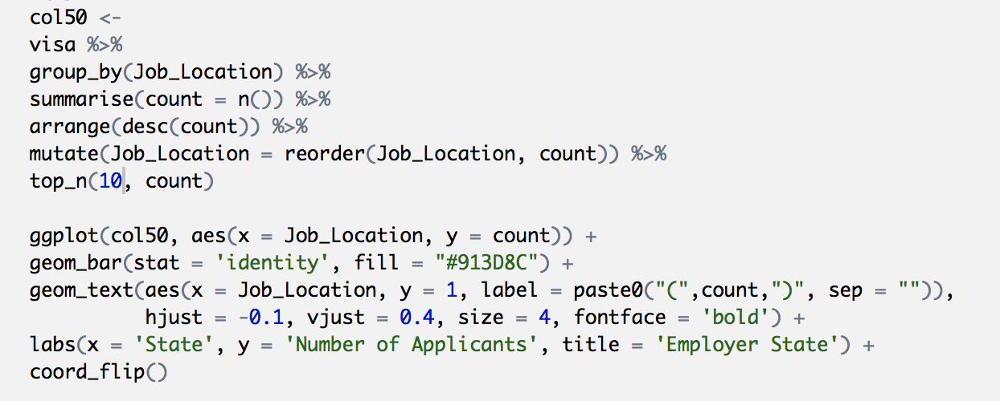 col50 <-
visa %>%
group_by(Job_Location) %>%
summarise(count = n()) %>%
arrange(desc(count)) %>%
mutate(Job_Location = reorder(Job_Location, count)) %>%
top_n(10, count)
ggplot(col50, aes(x = Job_Location, y = count)) +
geom_bar(stat = 'identity', fill = "#913D8C") +
geom_text(aes(x = Job_Location, y = 1, label = paste0("(",count,")", sep = "")),
hjust = -0.1, vjust = 0.4, size = 4, fontface = 'bold') +
labs(x = 'State', y = 'Number of Applicants', title = 'Employer State') +
coord_flip()